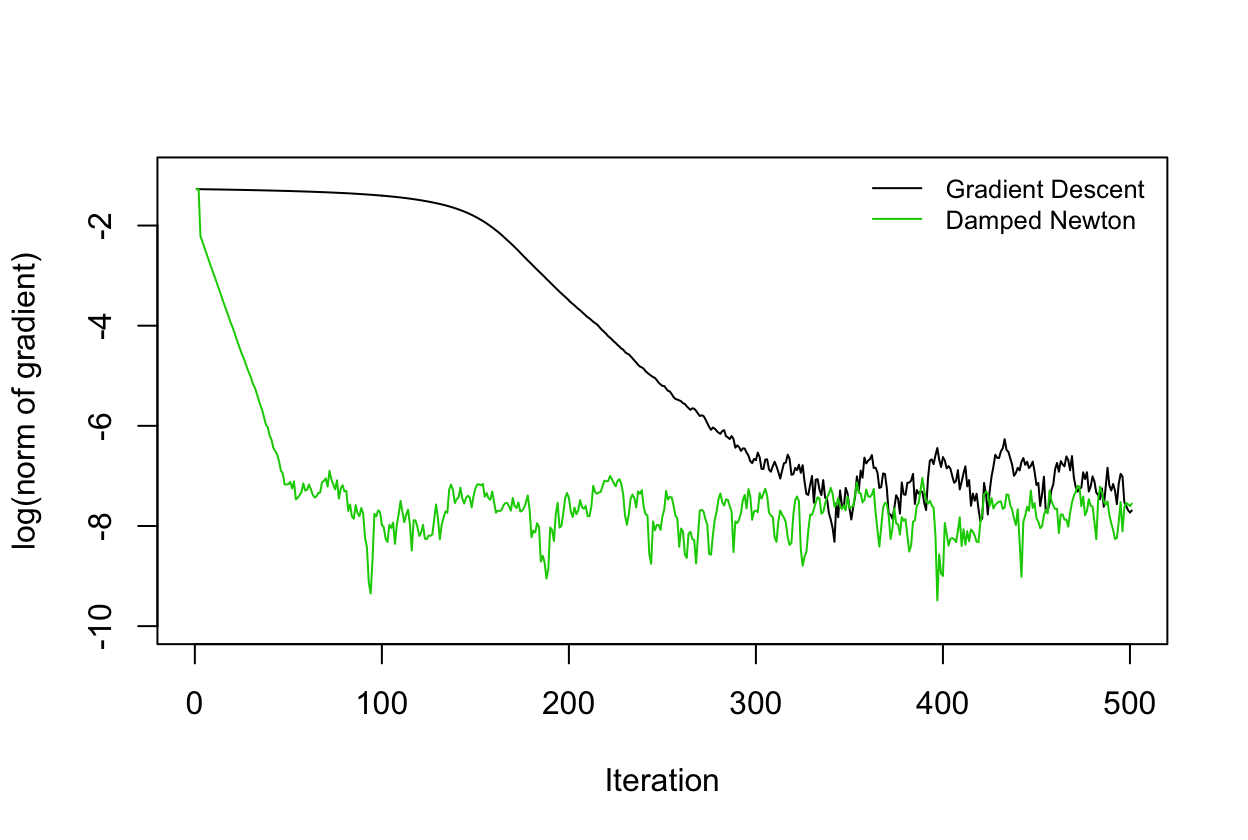 Gradient Descent
Damped Newton
log(norm of gradient)
-2
-4
-6
-8
-10
0 100 200 300 400 500
Iteration